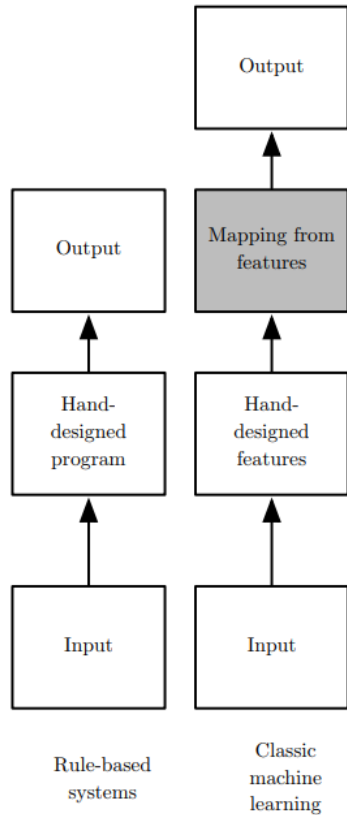 Output
Output
Mapping from
features
Hand-
designed
program
Hand-
designed
features
Input
Input
Rule-based
systems
Classic
machine
learning